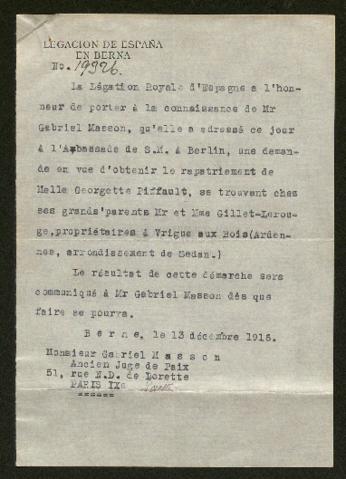 LEGACION DE ESPAÑA
EN BERNA
No. 19926.
La Légation Royale d'Espagne a l'hon-
neur de porter à la connaissance de Mr
Gabriel Masson, qu'elle a adressé ce jour
à l'Ambassade de S.M. à Berlin, une deman-
de en vue d'obtenir le rapatriement de
Melle Georgette Piffault, se trouvant chez
ses grands'parents Mr et Mme Gillet-Lerou-
ge, propriétaires à Vrigne aux Bois(Arden-
nes, arrondissement de Sedan.)
Le résultat de cette démarche sera
communiqué à Mr Gabriel Masson dès que
faire se pourra.
Berne, le 13 décembre 1915.
Monsieur Gabriel Masson
Ancien Juge de Paix
51, rue N.D. de Lorette
PARIS IXe
======